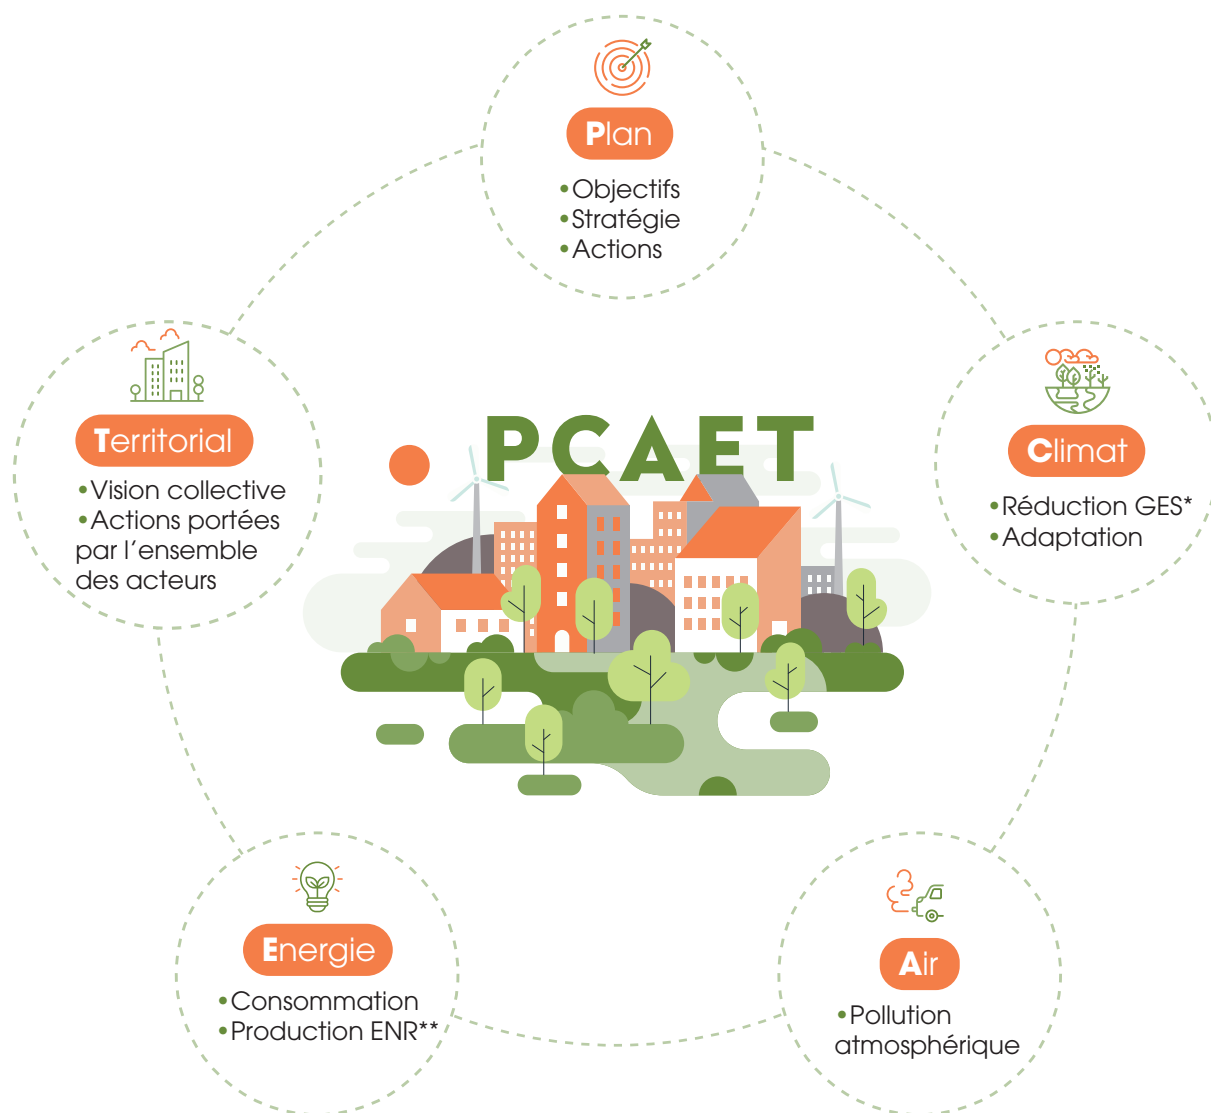 Plan
•Objectifs
•Stratégie
•Actions
Territorial
•Vision collective
•Actions portées
par l'ensemble
des acteurs
PCAET
Climat
•Réduction GES*
•Adaptation
Energie
•Consommation
•Production ENR**
Air
•Pollution
atmosphérique